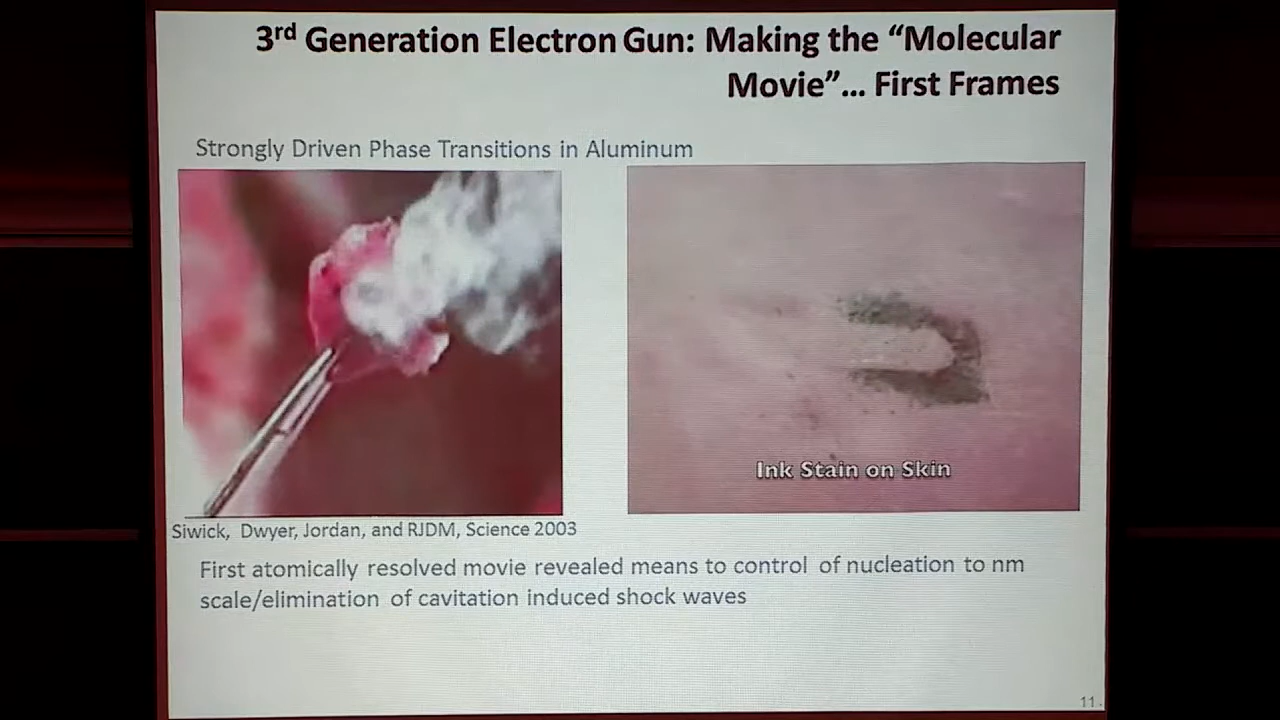 3rd Generation Electron Gun: Making the “Molecular
Movie”... First Frames
Strongly Driven Phase Transitions in Aluminum
Ink Stain on Skin
Siwick, Dwyer, Jordan, and RJDM, Science 2003
First atomically resolved movie revealed means to control of nucleation to nm
scale/elimination of cavitation induced shock waves
11